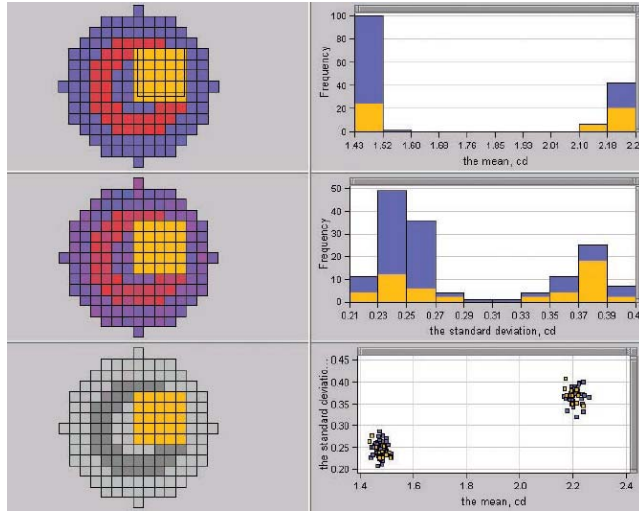 Frequency
100
80
60
40
20
0
1.43 1.52 1.60 1.68 1.76 1.85 1.93 2.01 2.10 2.18 2.2
the mean, cd
Frequency
50
40
30
20
10
0
0.21 0.23 0.25 0.27 0.29 0.31 0.33 0.35 0.37 0.39 0.4
the standard deviation, cd
the standard deviatio...
0.45
0.40
0.35
0.30
0.25
0.20
1.4 1.6 1.8 2.0 2.2 2.4
the mean, cd